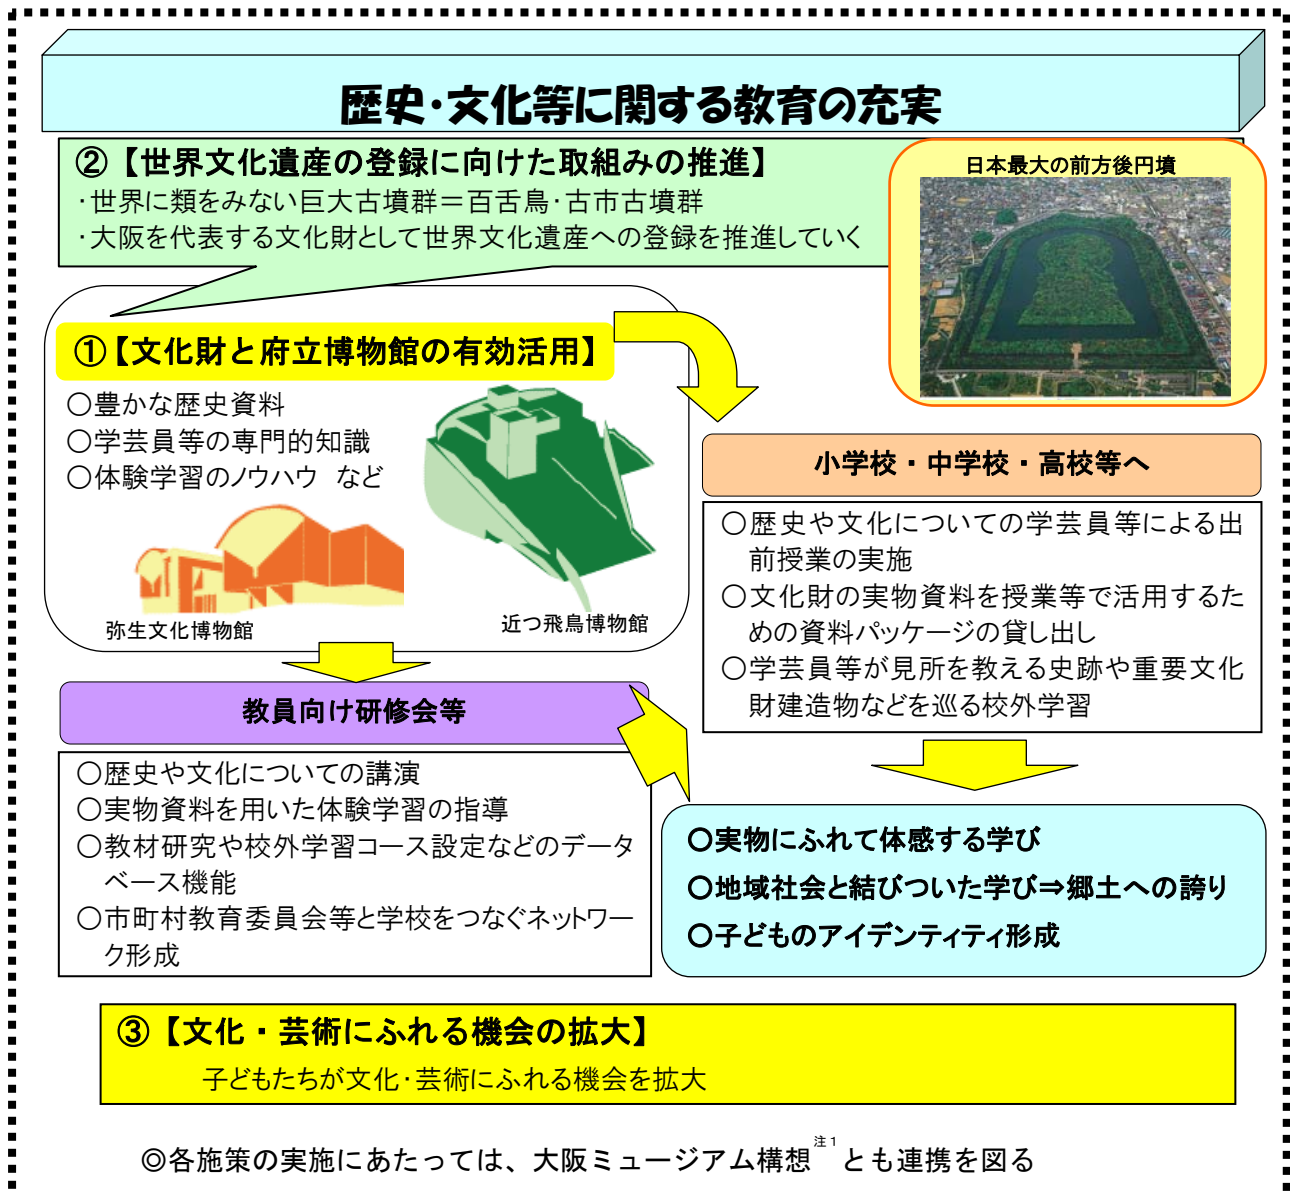 歴史・文化等に関する教育の充実
②【世界文化遺産の登録に向けた取組みの推進】
・世界に類をみない巨大古墳群＝百舌鳥・古市古墳群
・大阪を代表する文化財として世界文化遺産への登録を推進していく
日本最大の前方後円墳
①【文化財と府立博物館の有効活用】
○豊かな歴史資料
○学芸員等の専門的知識
○体験学習のノウハウ　など
弥生文化博物館
近つ飛鳥博物館
小学校・中学校・高校等へ
○歴史や文化についての学芸員等による出
前授業の実施
○文化財の実物資料を授業等で活用するた
めの資料パッケージの貸し出し
○学芸員等が見所を教える史跡や重要文化
財建造物などを巡る校外学習
教員向け研修会等
○歴史や文化についての講演
○実物資料を用いた体験学習の指導
○教材研究や校外学習コース設定などのデータ
ベース機能
○市町村教育委員会等と学校をつなぐネットワー
ク形成
○実物にふれて体感する学び
○地域社会と結びついた学び⇒郷土への誇り
○子どものアイデンティティ形成
③【文化・芸術にふれる機会の拡大】
子どもたちが文化・芸術にふれる機会を拡大
◎各施策の実施にあたっては、大阪ミュージアム構想注１とも連携を図る